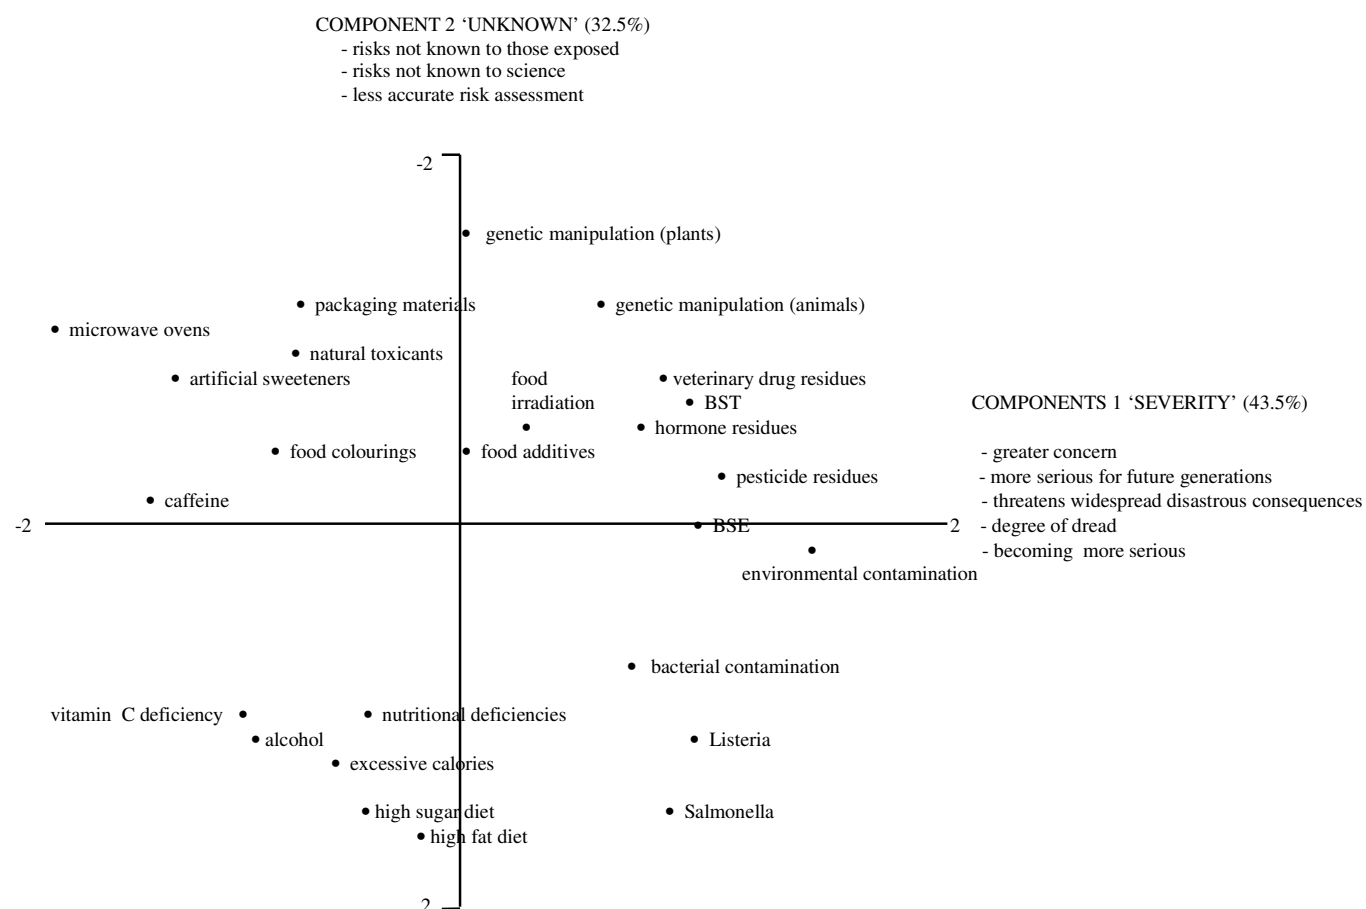 COMPONENT 2 ‘UNKNOWN’ (32.5%)
- risks not known to those exposed
- risks not known to science
- less accurate risk assessment
-2
genetic manipulation (plants)
packaging materials
genetic manipulation (animals)
microwave ovens
natural toxicants
artificial sweeteners
food
irradiation
veterinary drug residues
BST
COMPONENTS 1 ‘SEVERITY’ (43.5%)
hormone residues
food colourings
food additives
- greater concern
pesticide residues
- more serious for future generations
caffeine
- threatens widespread disastrous consequences
-2
BSE
2
- degree of dread
- becoming more serious
environmental contamination
bacterial contamination
vitamin C deficiency
nutritional deficiencies
alcohol
Listeria
excessive calories
high sugar diet
Salmonella
high fat diet
2